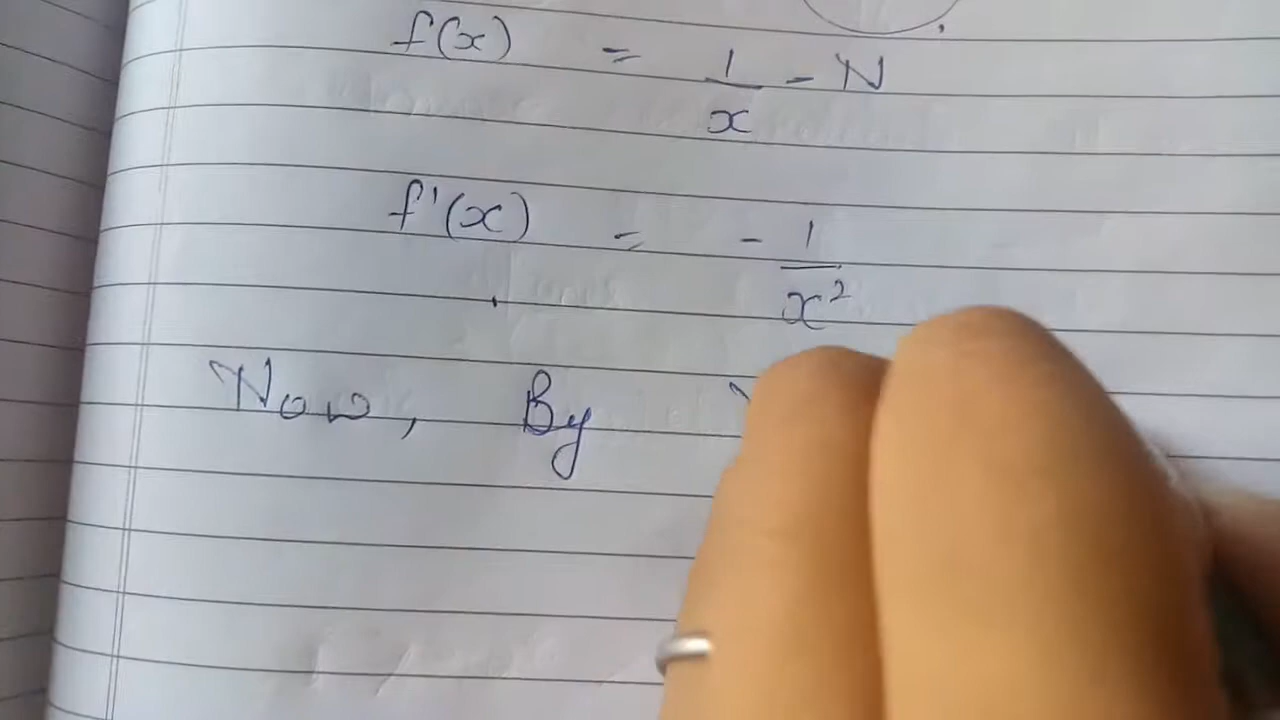 f(x) = 1/x - N
f'(x) = - 1/x²
Now, By